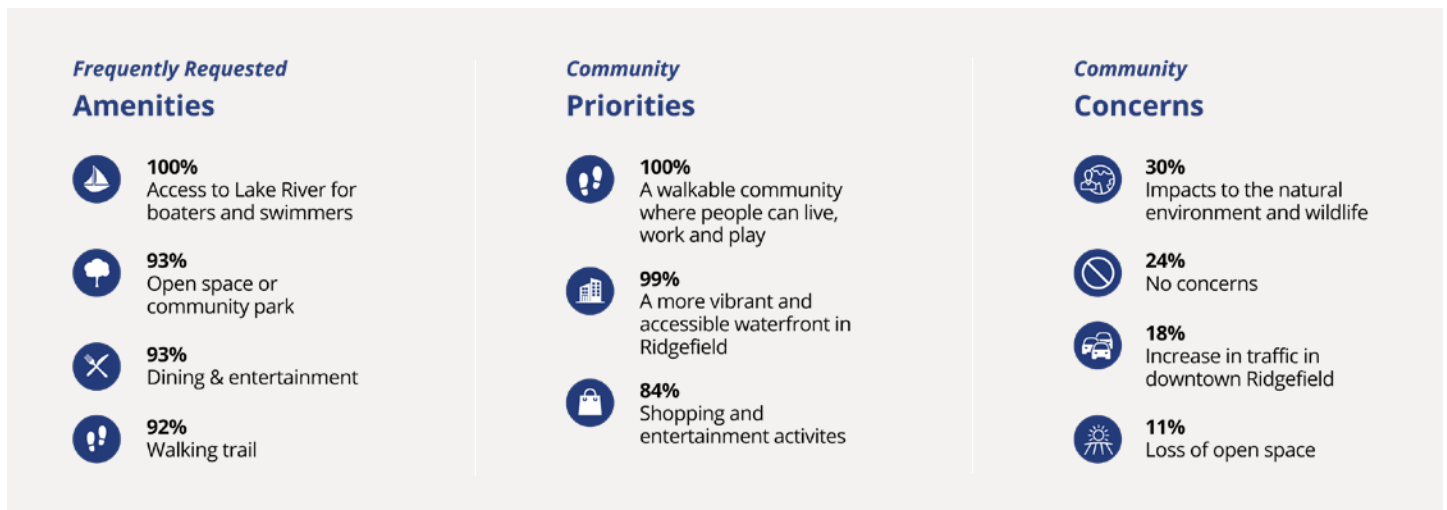 Frequently Requested
Amenities
100%
Access to Lake River for
boaters and swimmers
93%
Open space or
community park
93%
Dining & entertainment
92%
Walking trail
Community
Priorities
100%
A walkable community
where people can live,
work and play
99%
A more vibrant and
accessible waterfront in
Ridgefield
84%
Shopping and
entertainment activites
Community
Concerns
30%
Impacts to the natural
environment and wildlife
24%
No concerns
18%
Increase in traffic in
downtown Ridgefield
11%
Loss of open space